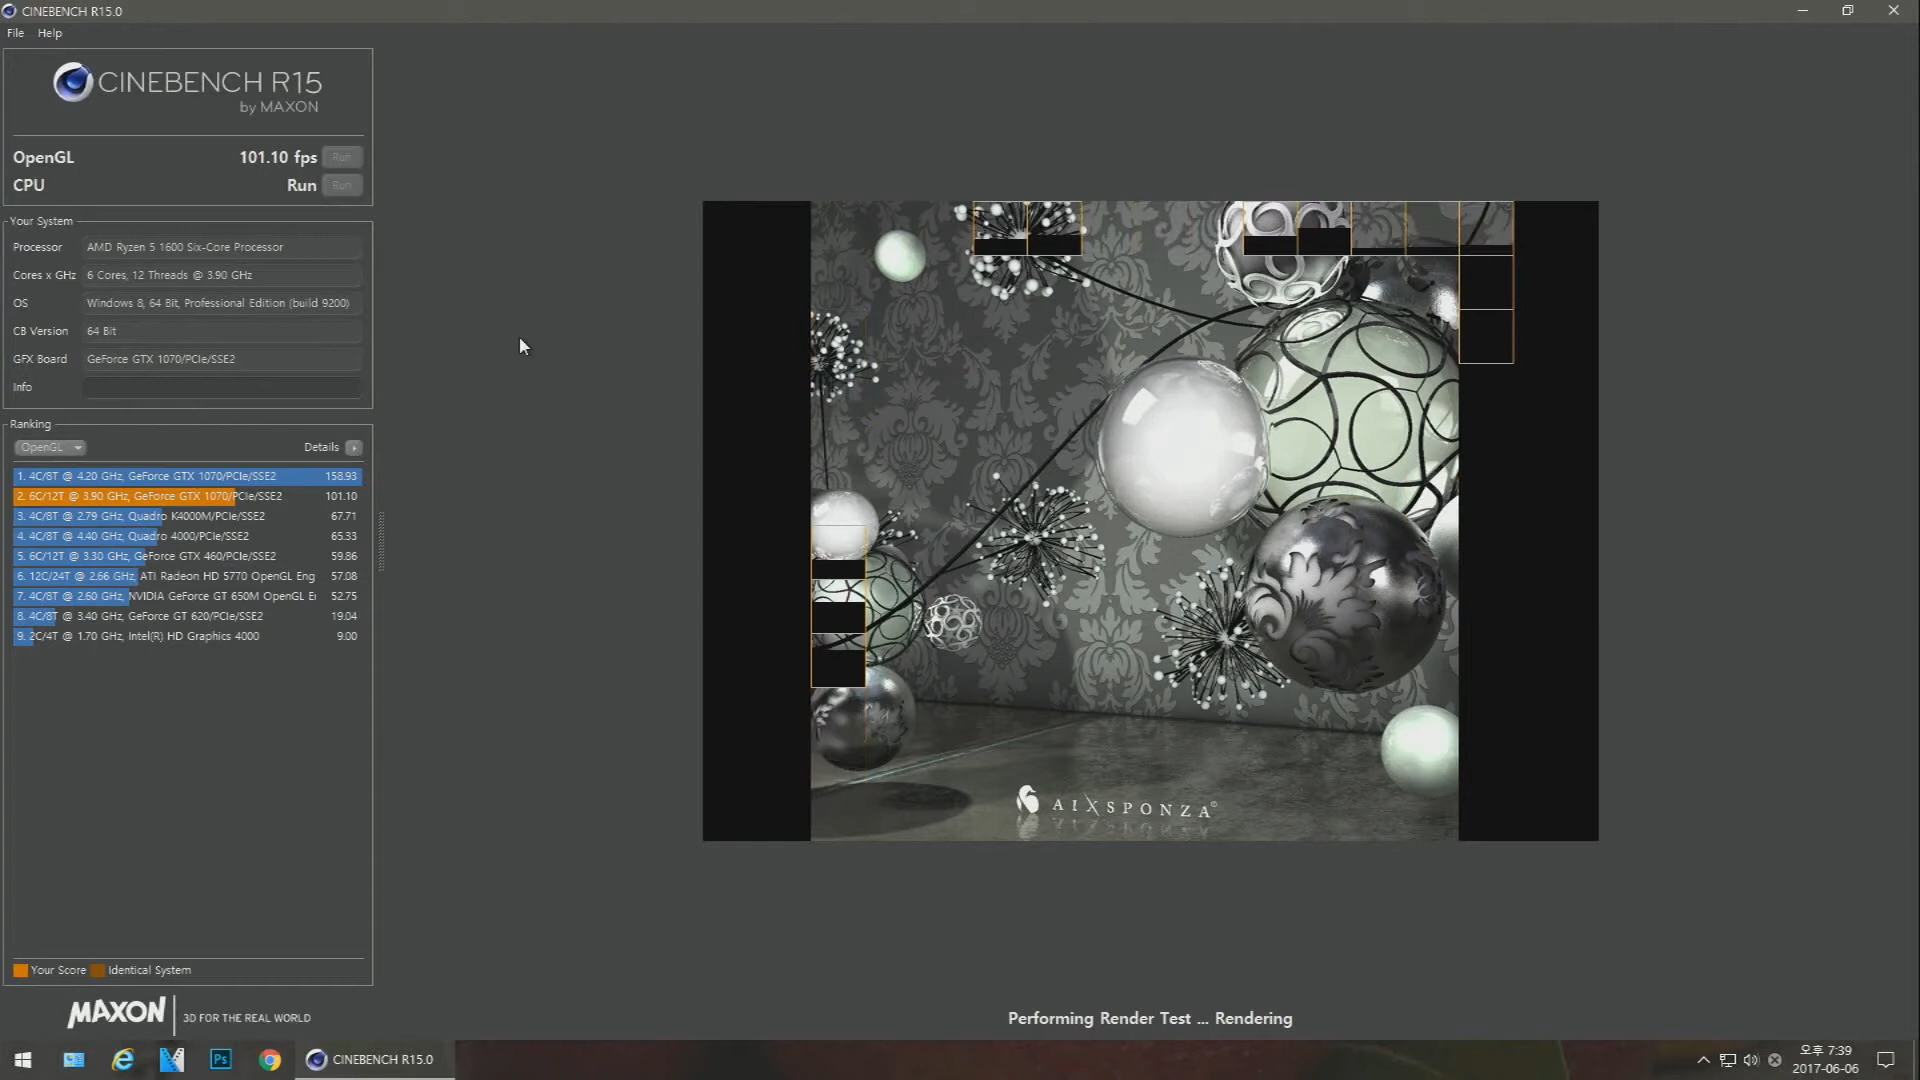 CINEBENCH R15.0
File Help
CINEBENCH R15
by MAXON
OpenGL 101.10 fps Run
CPU Run Run
Your System
Processor AMD Ryzen 5 1600 Six-Core Processor
Cores x GHz 6 Cores, 12 Threads @ 3.90 GHz
OS Windows 8, 64 Bit, Professional Edition (build 9200)
CB Version 64 Bit
GFX Board GeForce GTX 1070/PCIe/SSE2
Info
Ranking
OpenGL Details
1. 4C/8T @ 4.20 GHz, GeForce GTX 1070/PCIe/SSE2 158.93
2. 6C/12T @ 3.90 GHz, GeForce GTX 1070/PCIe/SSE2 101.10
3. 4C/8T @ 2.79 GHz, Quadro K4000M/PCIe/SSE2 67.71
4. 4C/8T @ 4.40 GHz, Quadro 4000/PCIe/SSE2 65.33
5. 6C/12T @ 3.30 GHz, GeForce GTX 460/PCIe/SSE2 59.86
6. 12C/24T @ 2.66 GHz, ATI Radeon HD 5770 OpenGL Eng 57.08
7. 4C/8T @ 2.60 GHz, NVIDIA GeForce GT 650M OpenGL Er 52.75
8. 4C/8T @ 3.40 GHz, GeForce GT 620/PCIe/SSE2 19.04
9. 2C/4T @ 1.70 GHz, Intel(R) HD Graphics 4000 9.00
Your Score Identical System
MAXON 3D FOR THE REAL WORLD
AIXSPONZA©
Performing Render Test ... Rendering
Ps CINEBENCH R15.0
오후 7:39
2017-06-06